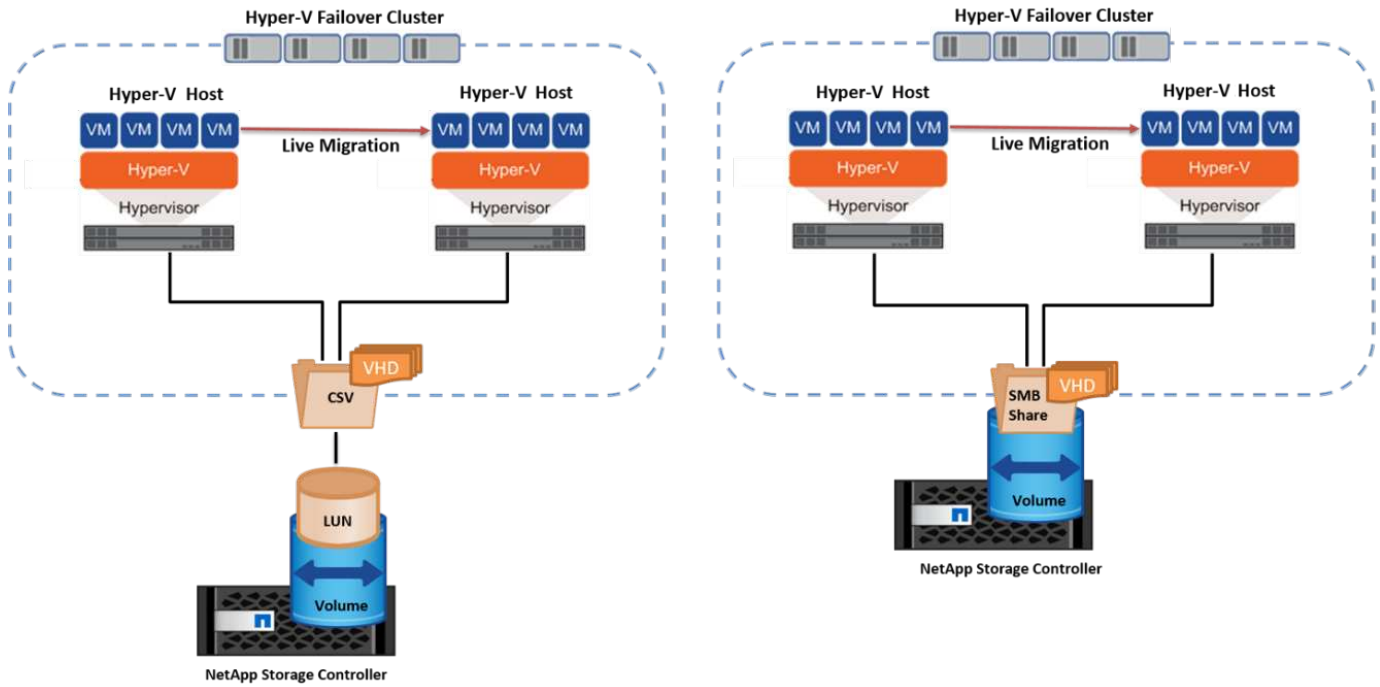 Hyper-V Failover Cluster
Hyper-V Host
Hyper-V Host
VM VM VM VM
VM VM VM VM
Live Migration
Hyper-V
Hyper-V
Hypervisor
Hypervisor
VHD
CSV
LUN
Volume
NetApp Storage Controller
Hyper-V Failover Cluster
Hyper-V Host
Hyper-V Host
VM VM VM VM
VM VM VM VM
Live Migration
Hyper-V
Hyper-V
Hypervisor
Hypervisor
VHD
SMB
Share
Volume
NetApp Storage Controller